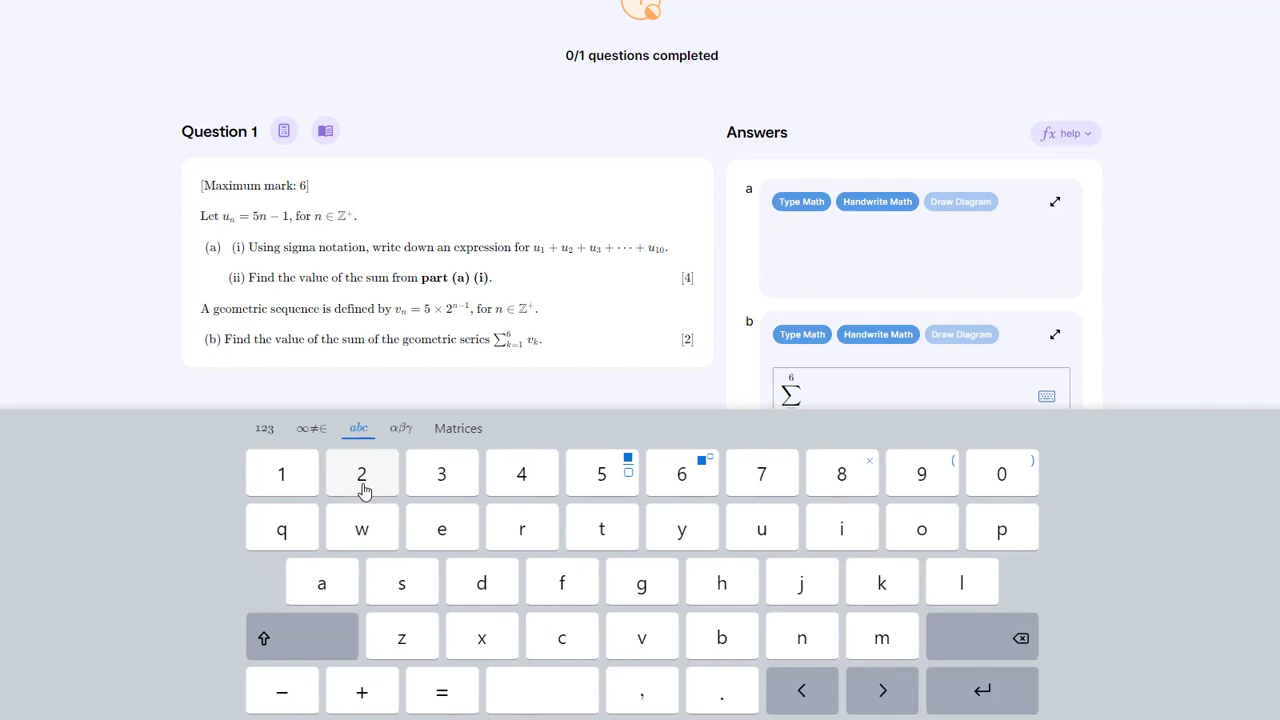 0/1 questions completed
Question 1
[Maximum mark: 6]
Let uₙ = 5n − 1, for n ∈ ℤ⁺.
(a) (i) Using sigma notation, write down an expression for u₁ + u₂ + u₃ + ⋯ + u₁₀.
(ii) Find the value of the sum from part (a) (i). [4]
A geometric sequence is defined by vₙ = 5 × 2ⁿ⁻¹, for n ∈ ℤ⁺.
(b) Find the value of the sum of the geometric series ∑⁶ₖ₌₁ vₖ. [2]
Answers
fx help
a
Type Math Handwrite Math Draw Diagram
b
Type Math Handwrite Math Draw Diagram
6
∑
123 ∞≠∈ abc αβγ Matrices
1 2 3 4 5 6 7 8 × 9 ( 0 )
q w e r t y u i o p
a s d f g h j k l
z x c v b n m
− + = , .